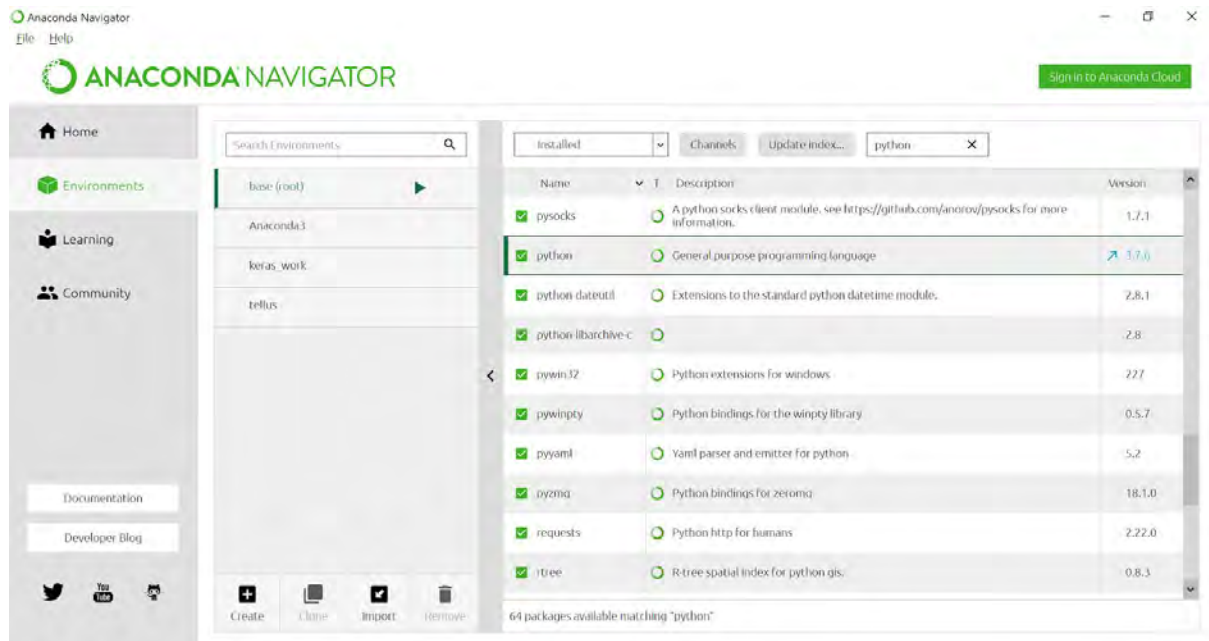 Anaconda Navigator
File Help
ANACONDA NAVIGATOR
Sign in to Anaconda Cloud
Home
Environments
Learning
Community
Documentation
Developer Blog
You
Tube
Search Environments
base (root)
Anaconda3
keras_work
tellus
Create Clone Import Remove
Installed Channels Update index... python
Name T Description Version
pysocks A python socks client module. see https://github.com/anorov/pysocks for more information. 1.7.1
python General purpose programming language
python-dateutil Extensions to the standard python datetime module. 2.8.1
python-libarchive-c 2.8
pywin32 Python extensions for windows 227
pywinpty Python bindings for the winpty library 0.5.7
pyyaml Yaml parser and emitter for python 5.2
pyzmq Python bindings for zeromq 18.1.0
requests Python http for humans 2.22.0
rtree R-tree spatial index for python gis. 0.8.3
64 packages available matching "python"